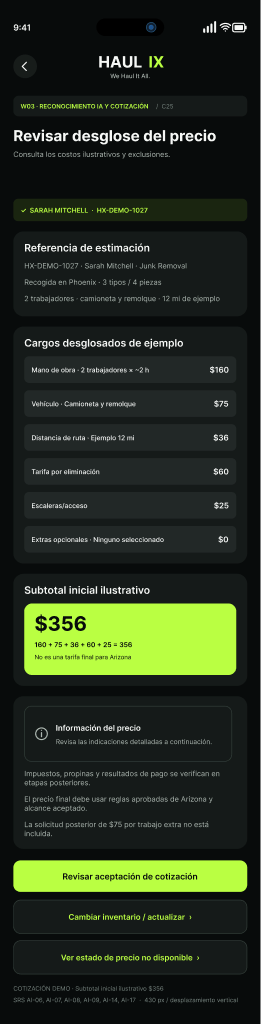 9:41
HAUL IX
We Haul It All.
W03 · RECONOCIMIENTO IA Y COTIZACIÓN / C25
Revisar desglose del precio
Consulta los costos ilustrativos y exclusiones.
✓ SARAH MITCHELL · HX-DEMO-1027
Referencia de estimación
HX-DEMO-1027 · Sarah Mitchell · Junk Removal
Recogida en Phoenix · 3 tipos / 4 piezas
2 trabajadores · camioneta y remolque · 12 mi de ejemplo
Cargos desglosados de ejemplo
Mano de obra · 2 trabajadores × ~2 h $160
Vehículo · Camioneta y remolque $75
Distancia de ruta · Ejemplo 12 mi $36
Tarifa por eliminación $60
Escaleras/acceso $25
Extras opcionales · Ninguno seleccionado $0
Subtotal inicial ilustrativo
$356
160 + 75 + 36 + 60 + 25 = 356
No es una tarifa final para Arizona
Información del precio
Revisa las indicaciones detalladas a continuación.
Impuestos, propinas y resultados de pago se verifican en
etapas posteriores.
El precio final debe usar reglas aprobadas de Arizona y
alcance aceptado.
La solicitud posterior de $75 por trabajo extra no está
incluida.
Revisar aceptación de cotización
Cambiar inventario / actualizar ›
Ver estado de precio no disponible ›
COTIZACIÓN DEMO · Subtotal inicial ilustrativo $356
SRS AI-06, AI-07, AI-08, AI-09, AI-14, AI-17 · 430 px / desplazamiento vertical